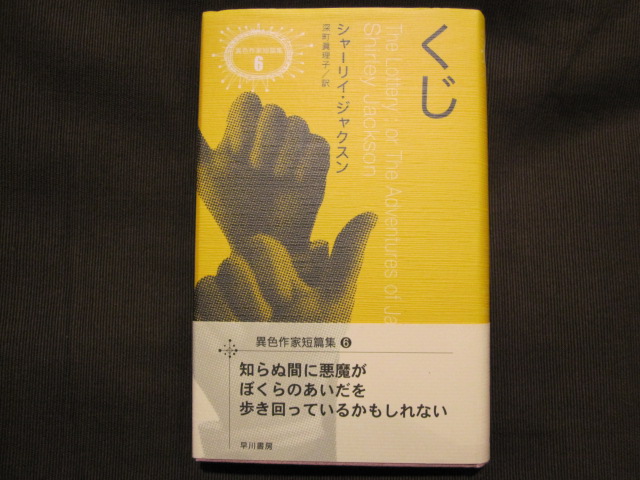 くじ
The Lottery : or The Adventures of Ja
Shirley Jackson
シャーリイ・ジャクスン
深町眞理子/訳
異色作家短篇集
6
異色作家短篇集 ❻
知らぬ間に悪魔が
ぼくらのあいだを
歩き回っているかもしれない
早川書房